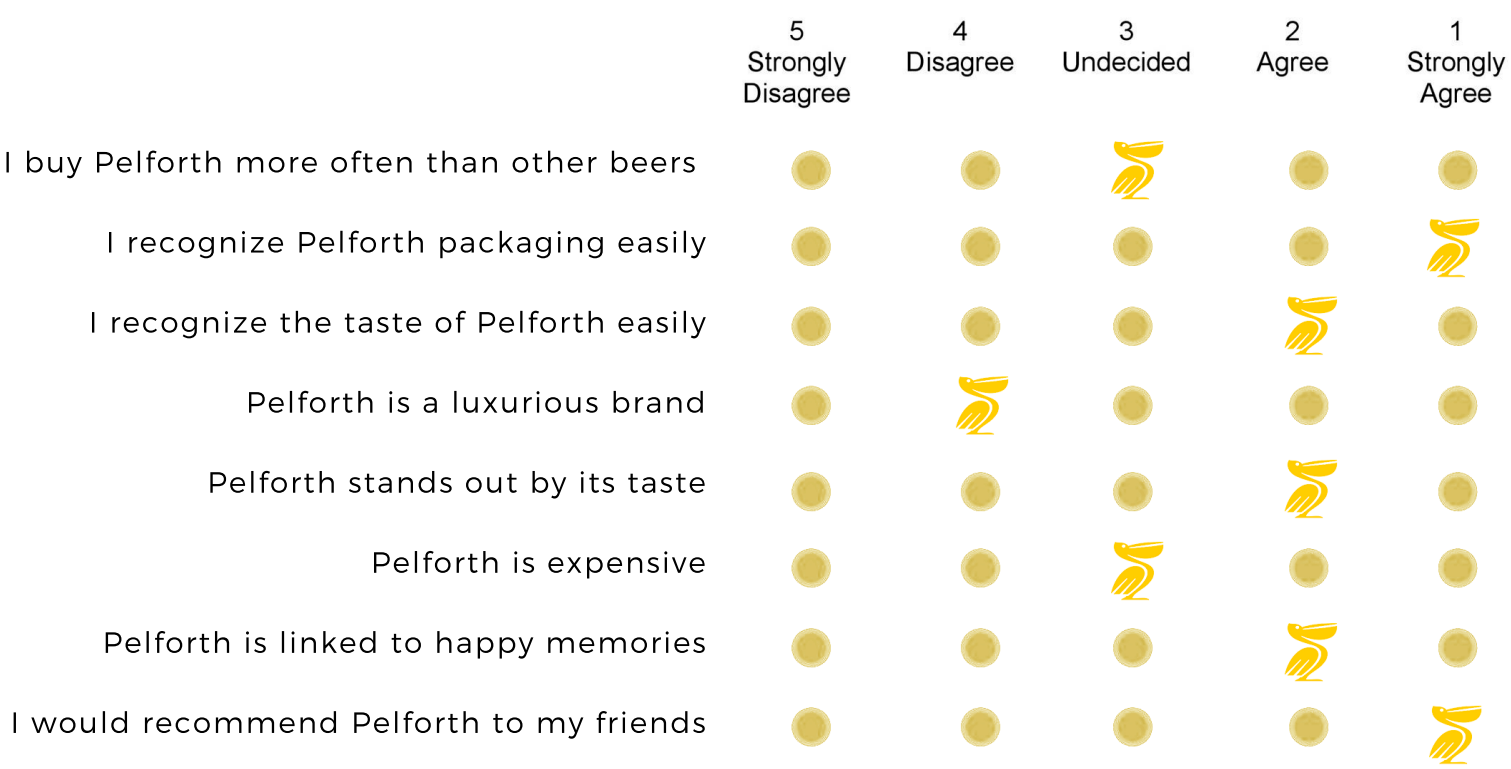 5 4 3 2 1
Strongly Disagree Undecided Agree Strongly
Disagree Agree
I buy Pelforth more often than other beers
I recognize Pelforth packaging easily
I recognize the taste of Pelforth easily
Pelforth is a luxurious brand
Pelforth stands out by its taste
Pelforth is expensive
Pelforth is linked to happy memories
I would recommend Pelforth to my friends